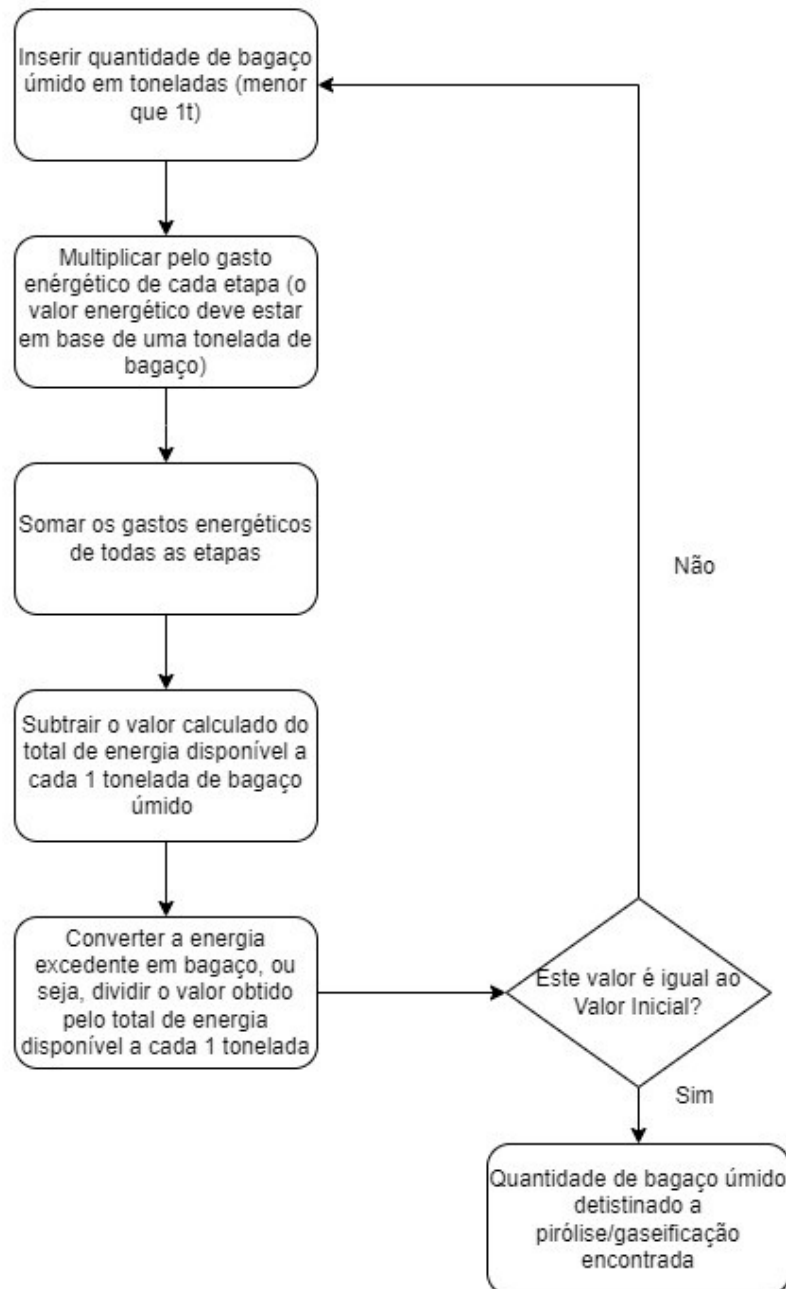 Inserir quantidade de bagaço
úmido em toneladas (menor
que 1t)
Multiplicar pelo gasto
enérgético de cada etapa (o
valor energético deve estar
em base de uma tonelada de
bagaço)
Somar os gastos energéticos
de todas as etapas
Não
Subtrair o valor calculado do
total de energia disponível a
cada 1 tonelada de bagaço
úmido
Converter a energia
excedente em bagaço, ou
seja, dividir o valor obtido
pelo total de energia
disponível a cada 1 tonelada
Este valor é igual ao
Valor Inicial?
Sim
Quantidade de bagaço úmido
detistinado a
pirólise/gaseificação
encontrada